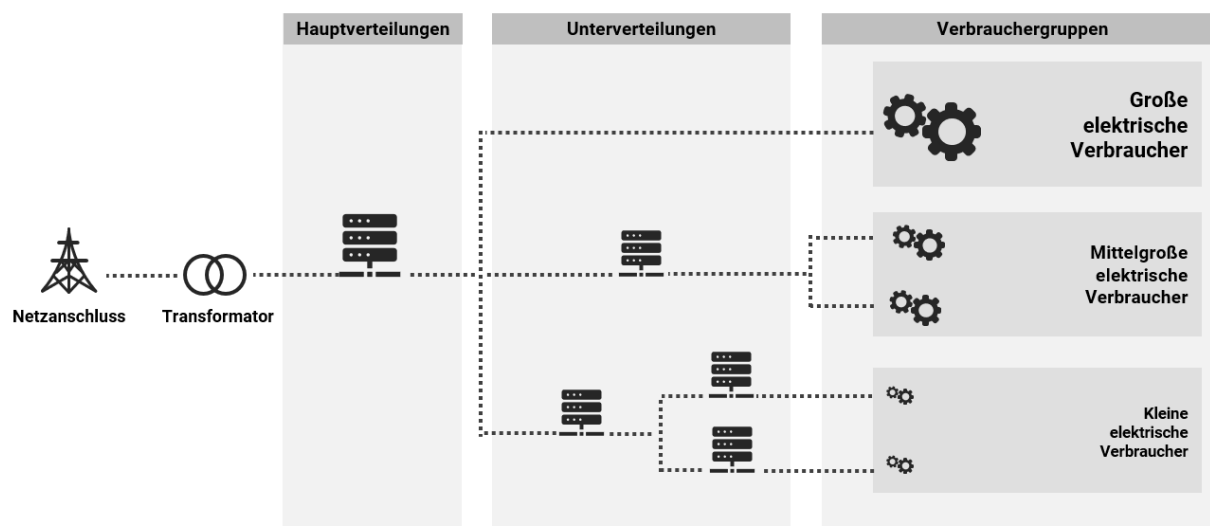 Hauptverteilungen
Unterverteilungen
Verbrauchergruppen
Große
elektrische
Verbraucher
Mittelgroße
elektrische
Verbraucher
Netzanschluss
Transformator
Kleine
elektrische
Verbraucher